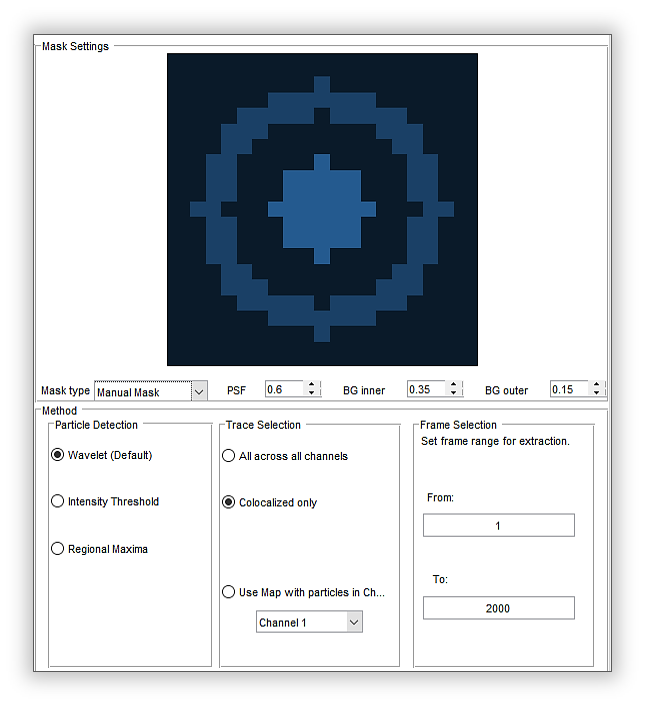 Mask Settings
Mask type Manual Mask PSF 0.6 BG inner 0.35 BG outer 0.15
Method
Particle Detection
Wavelet (Default)
Intensity Threshold
Regional Maxima
Trace Selection
All across all channels
Colocalized only
Use Map with particles in Ch...
Channel 1
Frame Selection
Set frame range for extraction.
From:
1
To:
2000